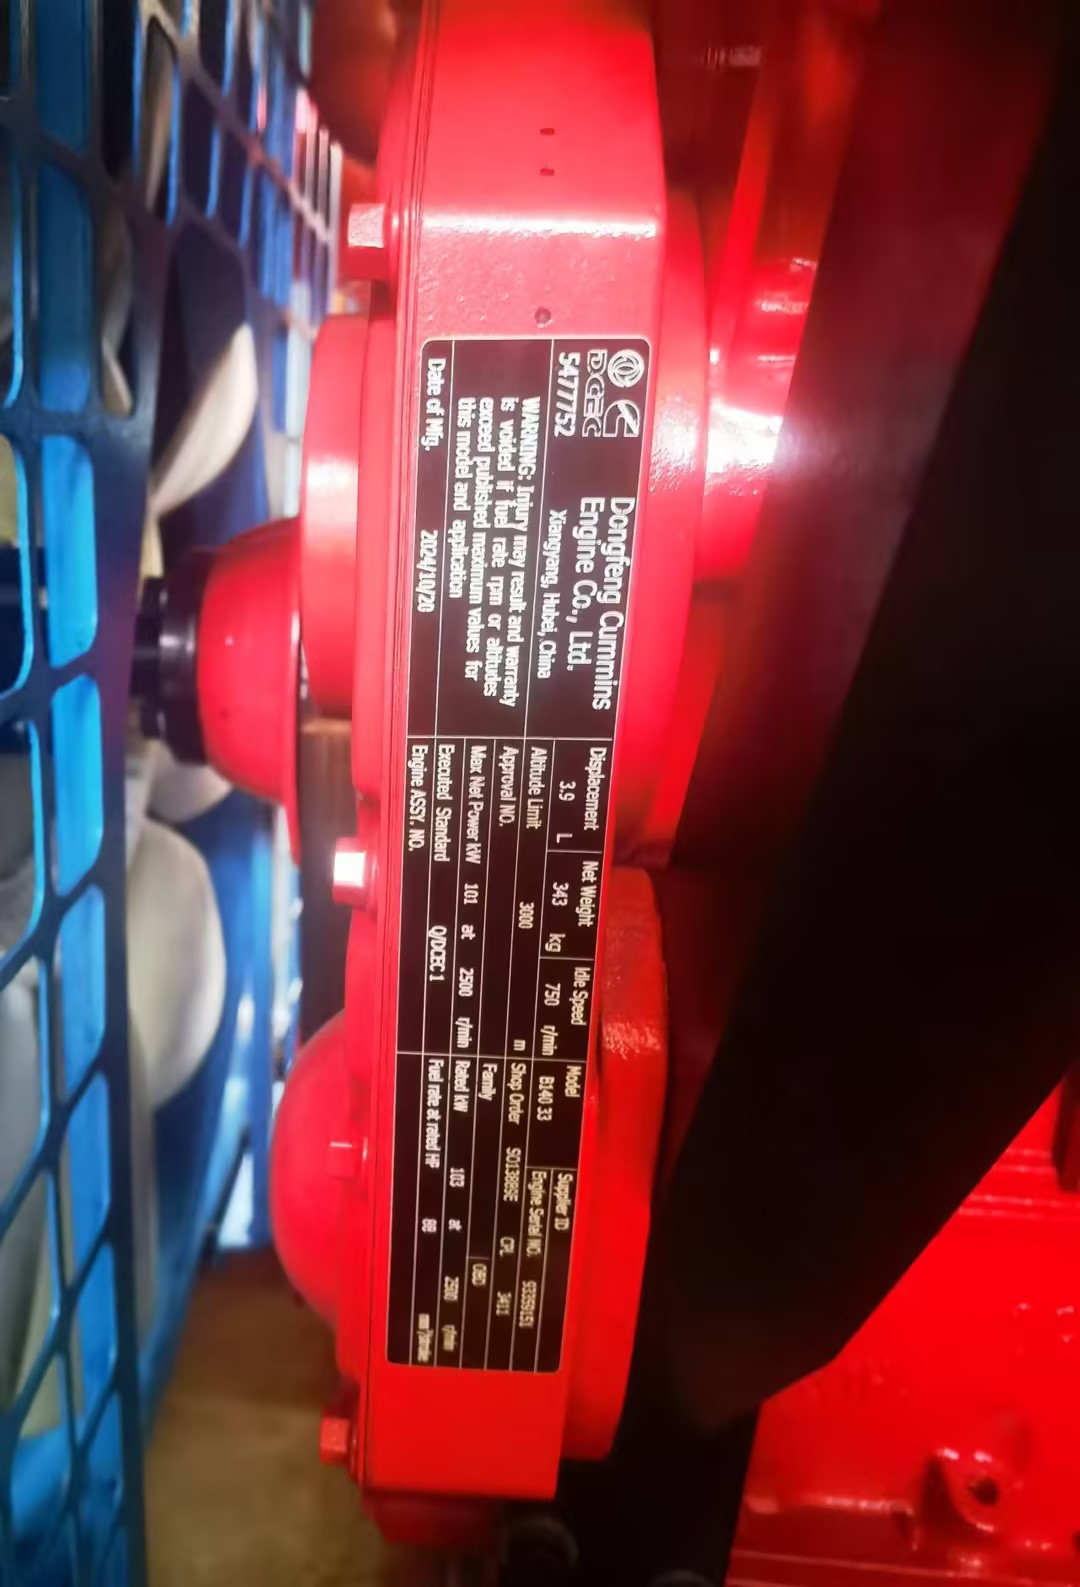 DCEC
5477752
Dongfeng Cummins
Engine Co., Ltd.
Xiangyang, Hubei, China
WARNING: Injury may result and warranty
is voided if fuel rate rpm or altitudes
exceed published maximum values for
this model and application
Date of Mfg. 2024/10/20
Displacement Net Weight Idle Speed
3.9 L 343 kg 750 r/min
Altitude Limit 3000 m
Approval NO.
Max Net Power kW 101 at 2500 r/min
Executed Standard Q/DCEC 1
Engine ASSY. NO.
Model Supplier ID
B140 33 Engine Serial NO.
Shop Order CPL 3411
Family OBD
Rated kW 103 at 2500 r/min
Fuel rate at rated HP 88 mm³/stroke